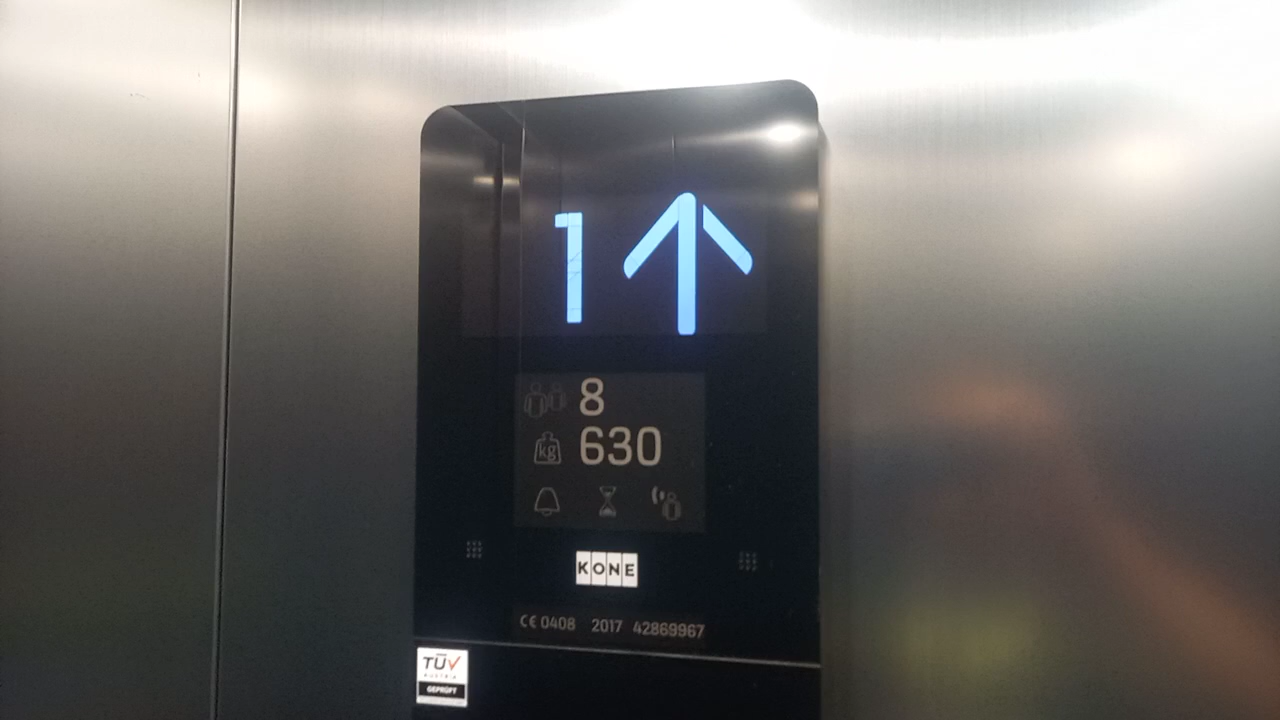 1
8
kg 630
KONE
CE 0408 2017 42869967
TÜV
AUSTRIA
GEPRÜFT